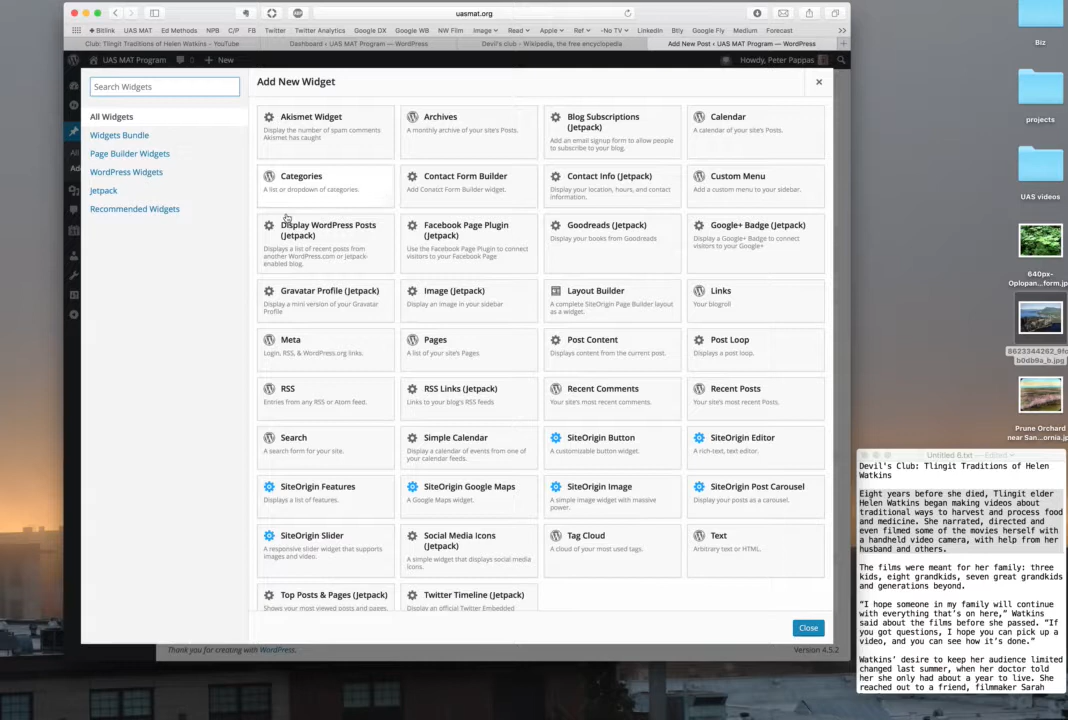 uasmat.org
Bitlink UAS MAT Ed Methods NPB C/P FB Twitter Twitter Analytics Google DX Google WB NW Film Image Read Apple Ref -No TV LinkedIn Bitly Google Fly Medium Forecast
Club: Tlingit Traditions of Helen Watkins – YouTube
Dashboard ‹ UAS MAT Program — WordPress
Devil's club - Wikipedia, the free encyclopedia
Add New Post ‹ UAS MAT Program — WordPress
UAS MAT Program 0 + New
Howdy, Peter Pappas
Search Widgets
All Widgets
Widgets Bundle
Page Builder Widgets
WordPress Widgets
Jetpack
Recommended Widgets
Add New Widget
Akismet Widget
Display the number of spam comments
Akismet has caught
Archives
A monthly archive of your site's Posts.
Blog Subscriptions
(Jetpack)
Add an email signup form to allow people
to subscribe to your blog.
Calendar
A calendar of your site's Posts.
Categories
A list or dropdown of categories.
Contact Form Builder
Add Conatct Form Builder widget.
Contact Info (Jetpack)
Display your location, hours, and contact
information.
Custom Menu
Add a custom menu to your sidebar.
Display WordPress Posts
(Jetpack)
Displays a list of recent posts from
another WordPress.com or Jetpack-
enabled blog.
Facebook Page Plugin
(Jetpack)
Use the Facebook Page Plugin to connect
visitors to your Facebook Page
Goodreads (Jetpack)
Display your books from Goodreads
Google+ Badge (Jetpack)
Display a Google+ Badge to connect
visitors to your Google+
Gravatar Profile (Jetpack)
Display a mini version of your Gravatar
Profile
Image (Jetpack)
Display an image in your sidebar
Layout Builder
A complete SiteOrigin Page Builder layout
as a widget.
Links
Your blogroll
Meta
Login, RSS, & WordPress.org links.
Pages
A list of your site's Pages.
Post Content
Displays content from the current post.
Post Loop
Displays a post loop.
RSS
Entries from any RSS or Atom feed.
RSS Links (Jetpack)
Links to your blog's RSS feeds
Recent Comments
Your site's most recent comments.
Recent Posts
Your site's most recent Posts.
Search
A search form for your site.
Simple Calendar
Display a calendar of events from one of
your calendar feeds.
SiteOrigin Button
A customizable button widget.
SiteOrigin Editor
A rich-text, text editor.
SiteOrigin Features
Displays a list of features.
SiteOrigin Google Maps
A Google Maps widget.
SiteOrigin Image
A simple image widget with massive
power.
SiteOrigin Post Carousel
Display your posts as a carousel.
SiteOrigin Slider
A responsive slider widget that supports
images and video.
Social Media Icons
(Jetpack)
A simple widget that displays social media
icons.
Tag Cloud
A cloud of your most used tags.
Text
Arbitrary text or HTML.
Top Posts & Pages (Jetpack)
Shows your most viewed posts and pages.
Twitter Timeline (Jetpack)
Display an official Twitter Embedded
Close
Thank you for creating with WordPress.
Version 4.5.2
Biz
projects
UAS videos
640px-
Oplopan...form.jp
8623344262_9fc
b0db9a_b.jpg
Prune Orchard
near San...ornia.jp
Untitled 6.txt — Edited
Devil's Club: Tlingit Traditions of Helen
Watkins
Eight years before she died, Tlingit elder
Helen Watkins began making videos about
traditional ways to harvest and process food
and medicine. She narrated, directed and
even filmed some of the movies herself with
a handheld video camera, with help from her
husband and others.
The films were meant for her family: three
kids, eight grandkids, seven great grandkids
and generations beyond.
“I hope someone in my family will continue
with everything that’s on here,” Watkins
said about the films before she passed. “If
you got questions, I hope you can pick up a
video, and you can see how it’s done.”
Watkins’ desire to keep her audience limited
changed last summer, when her doctor told
her she only had about a year to live. She
reached out to a friend, filmmaker Sarah